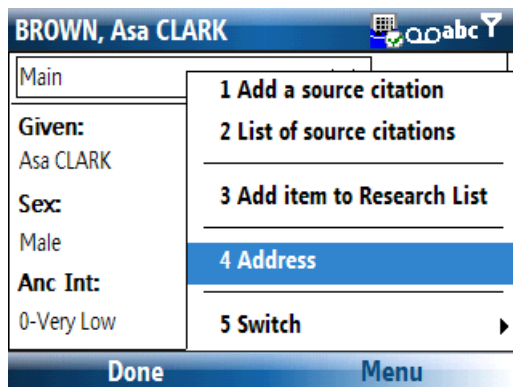 BROWN, Asa CLARK abc
Main
Given:
Asa CLARK
Sex:
Male
Anc Int:
0-Very Low
1 Add a source citation
2 List of source citations
3 Add item to Research List
4 Address
5 Switch
Done Menu